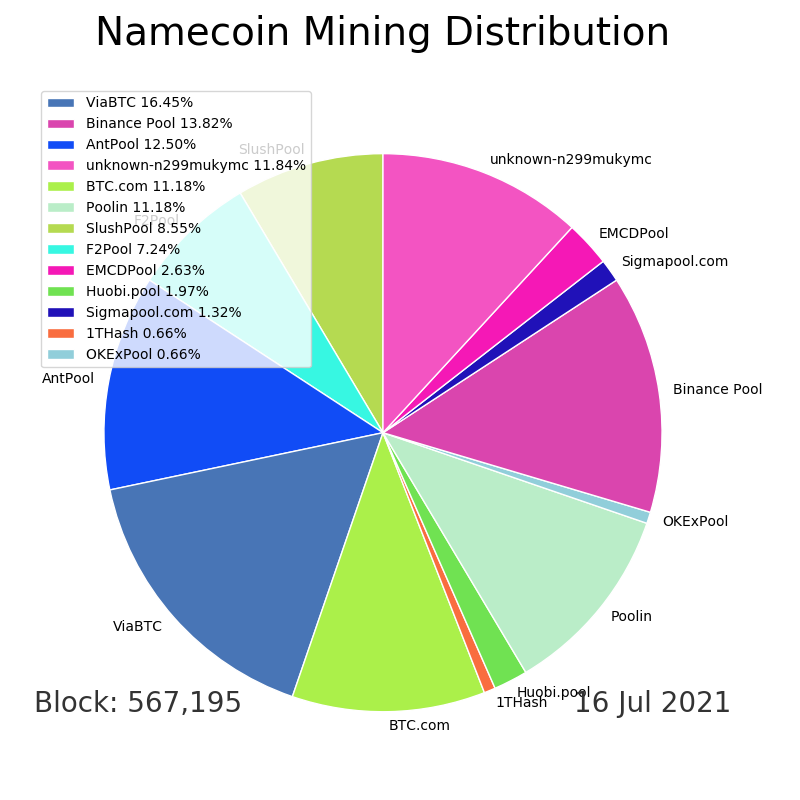 Namecoin Mining Distribution
ViaBTC 16.45%
Binance Pool 13.82%
AntPool 12.50%
unknown-n299mukymc 11.84%
BTC.com 11.18%
Poolin 11.18%
SlushPool 8.55%
F2Pool 7.24%
EMCDPool 2.63%
Huobi.pool 1.97%
Sigmapool.com 1.32%
1THash 0.66%
OKExPool 0.66%
SlushPool
unknown-n299mukymc
F2Pool
EMCDPool
Sigmapool.com
AntPool
Binance Pool
OKExPool
Poolin
ViaBTC
Huobi.pool
1THash
BTC.com
Block: 567,195
16 Jul 2021